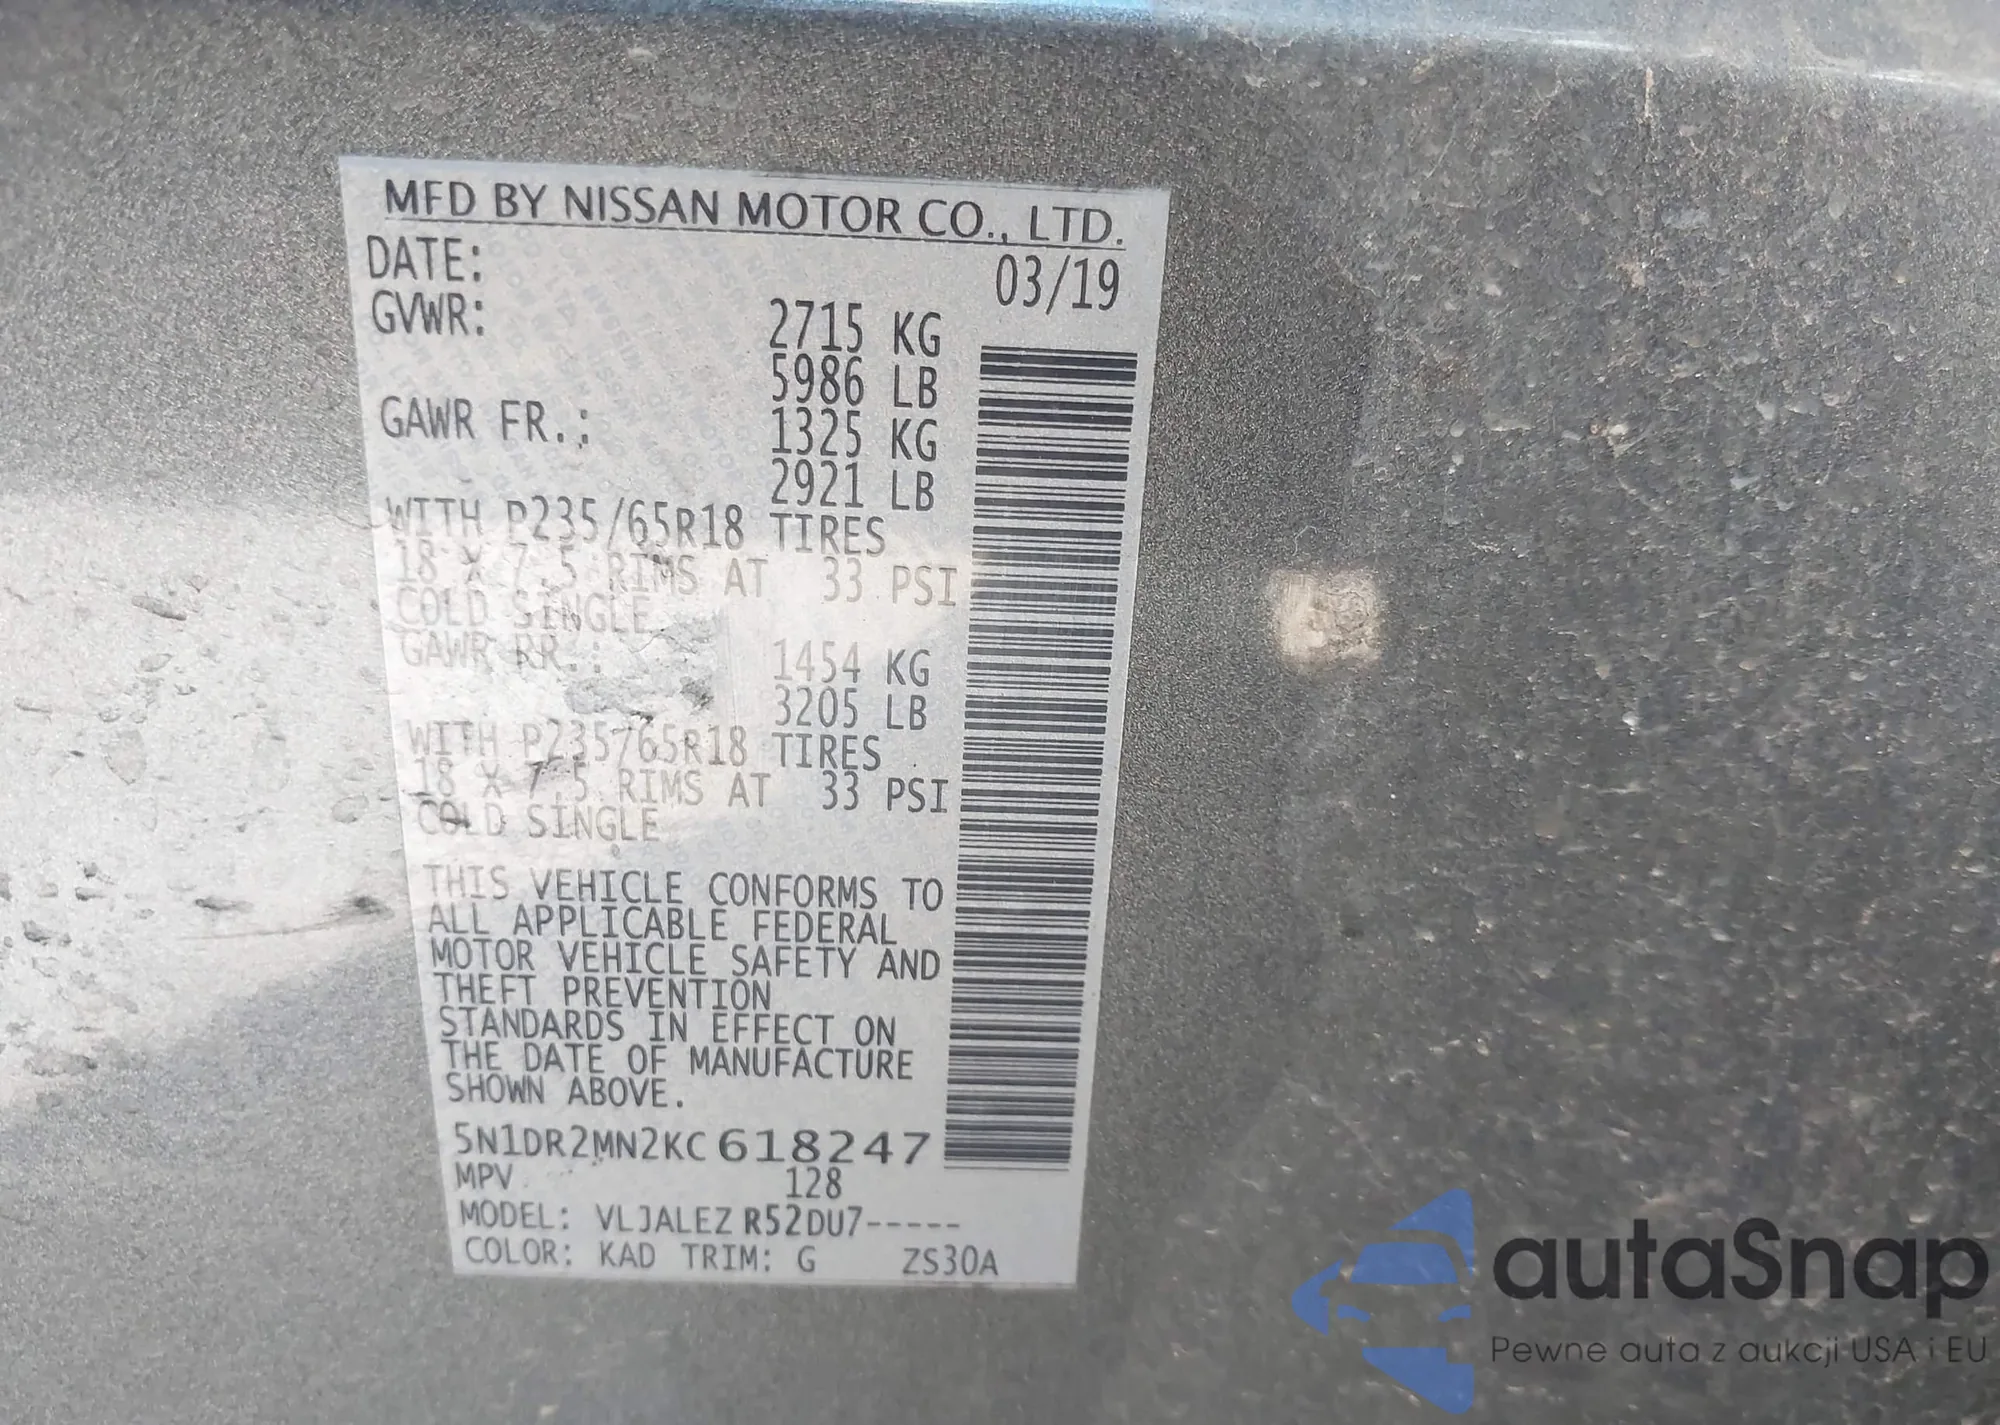 MFD BY NISSAN MOTOR CO., LTD.
DATE: 03/19
GVWR: 2715 KG
5986 LB
GAWR FR.: 1325 KG
2921 LB
WITH P235/65R18 TIRES
18 X 7.5 RIMS AT 33 PSI
COLD SINGLE
GAWR RR.: 1454 KG
3205 LB
WITH P235/65R18 TIRES
18 X 7.5 RIMS AT 33 PSI
COLD SINGLE
THIS VEHICLE CONFORMS TO
ALL APPLICABLE FEDERAL
MOTOR VEHICLE SAFETY AND
THEFT PREVENTION
STANDARDS IN EFFECT ON
THE DATE OF MANUFACTURE
SHOWN ABOVE.
5N1DR2MN2KC618247
MPV 128
MODEL: VLJALEZ R52DU7-----
COLOR: KAD TRIM: G ZS30A
autaSnap
Pewne auta z aukcji USA i EU